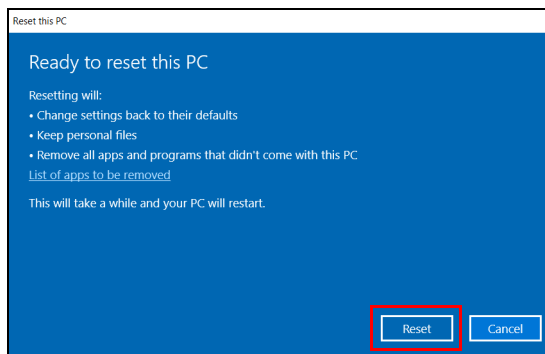 Reset this PC
Ready to reset this PC
Resetting will:
• Change settings back to their defaults
• Keep personal files
• Remove all apps and programs that didn't come with this PC
List of apps to be removed
This will take a while and your PC will restart.
Reset Cancel